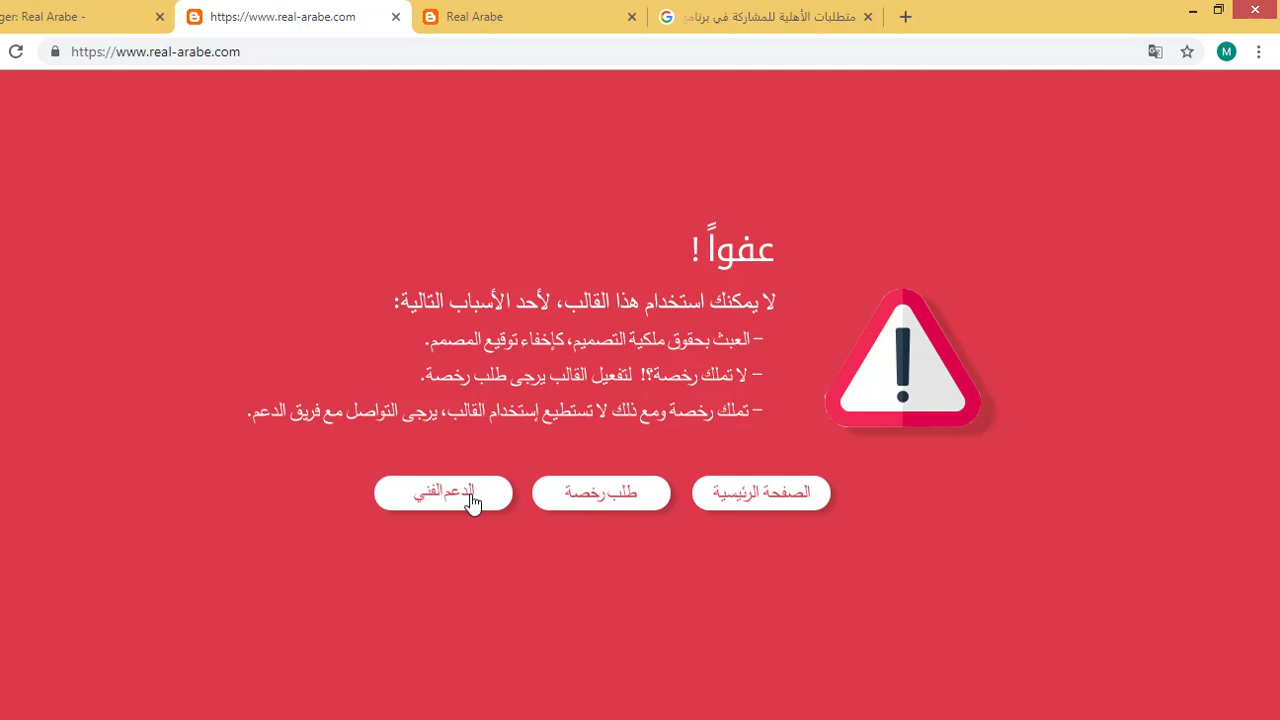 ger: Real Arabe -
https://www.real-arabe.com
Real Arabe
متطلبات الأهلية للمشاركة في برنامج
https://www.real-arabe.com
M
عفواً !
لا يمكنك استخدام هذا القالب، لأحد الأسباب التالية:
– العبث بحقوق ملكية التصميم، كإخفاء توقيع المصمم.
– لا تملك رخصة؟! لتفعيل القالب يرجى طلب رخصة.
– تملك رخصة ومع ذلك لا تستطيع إستخدام القالب، يرجى التواصل مع فريق الدعم.
الصفحة الرئيسية
طلب رخصة
الدعم الفني